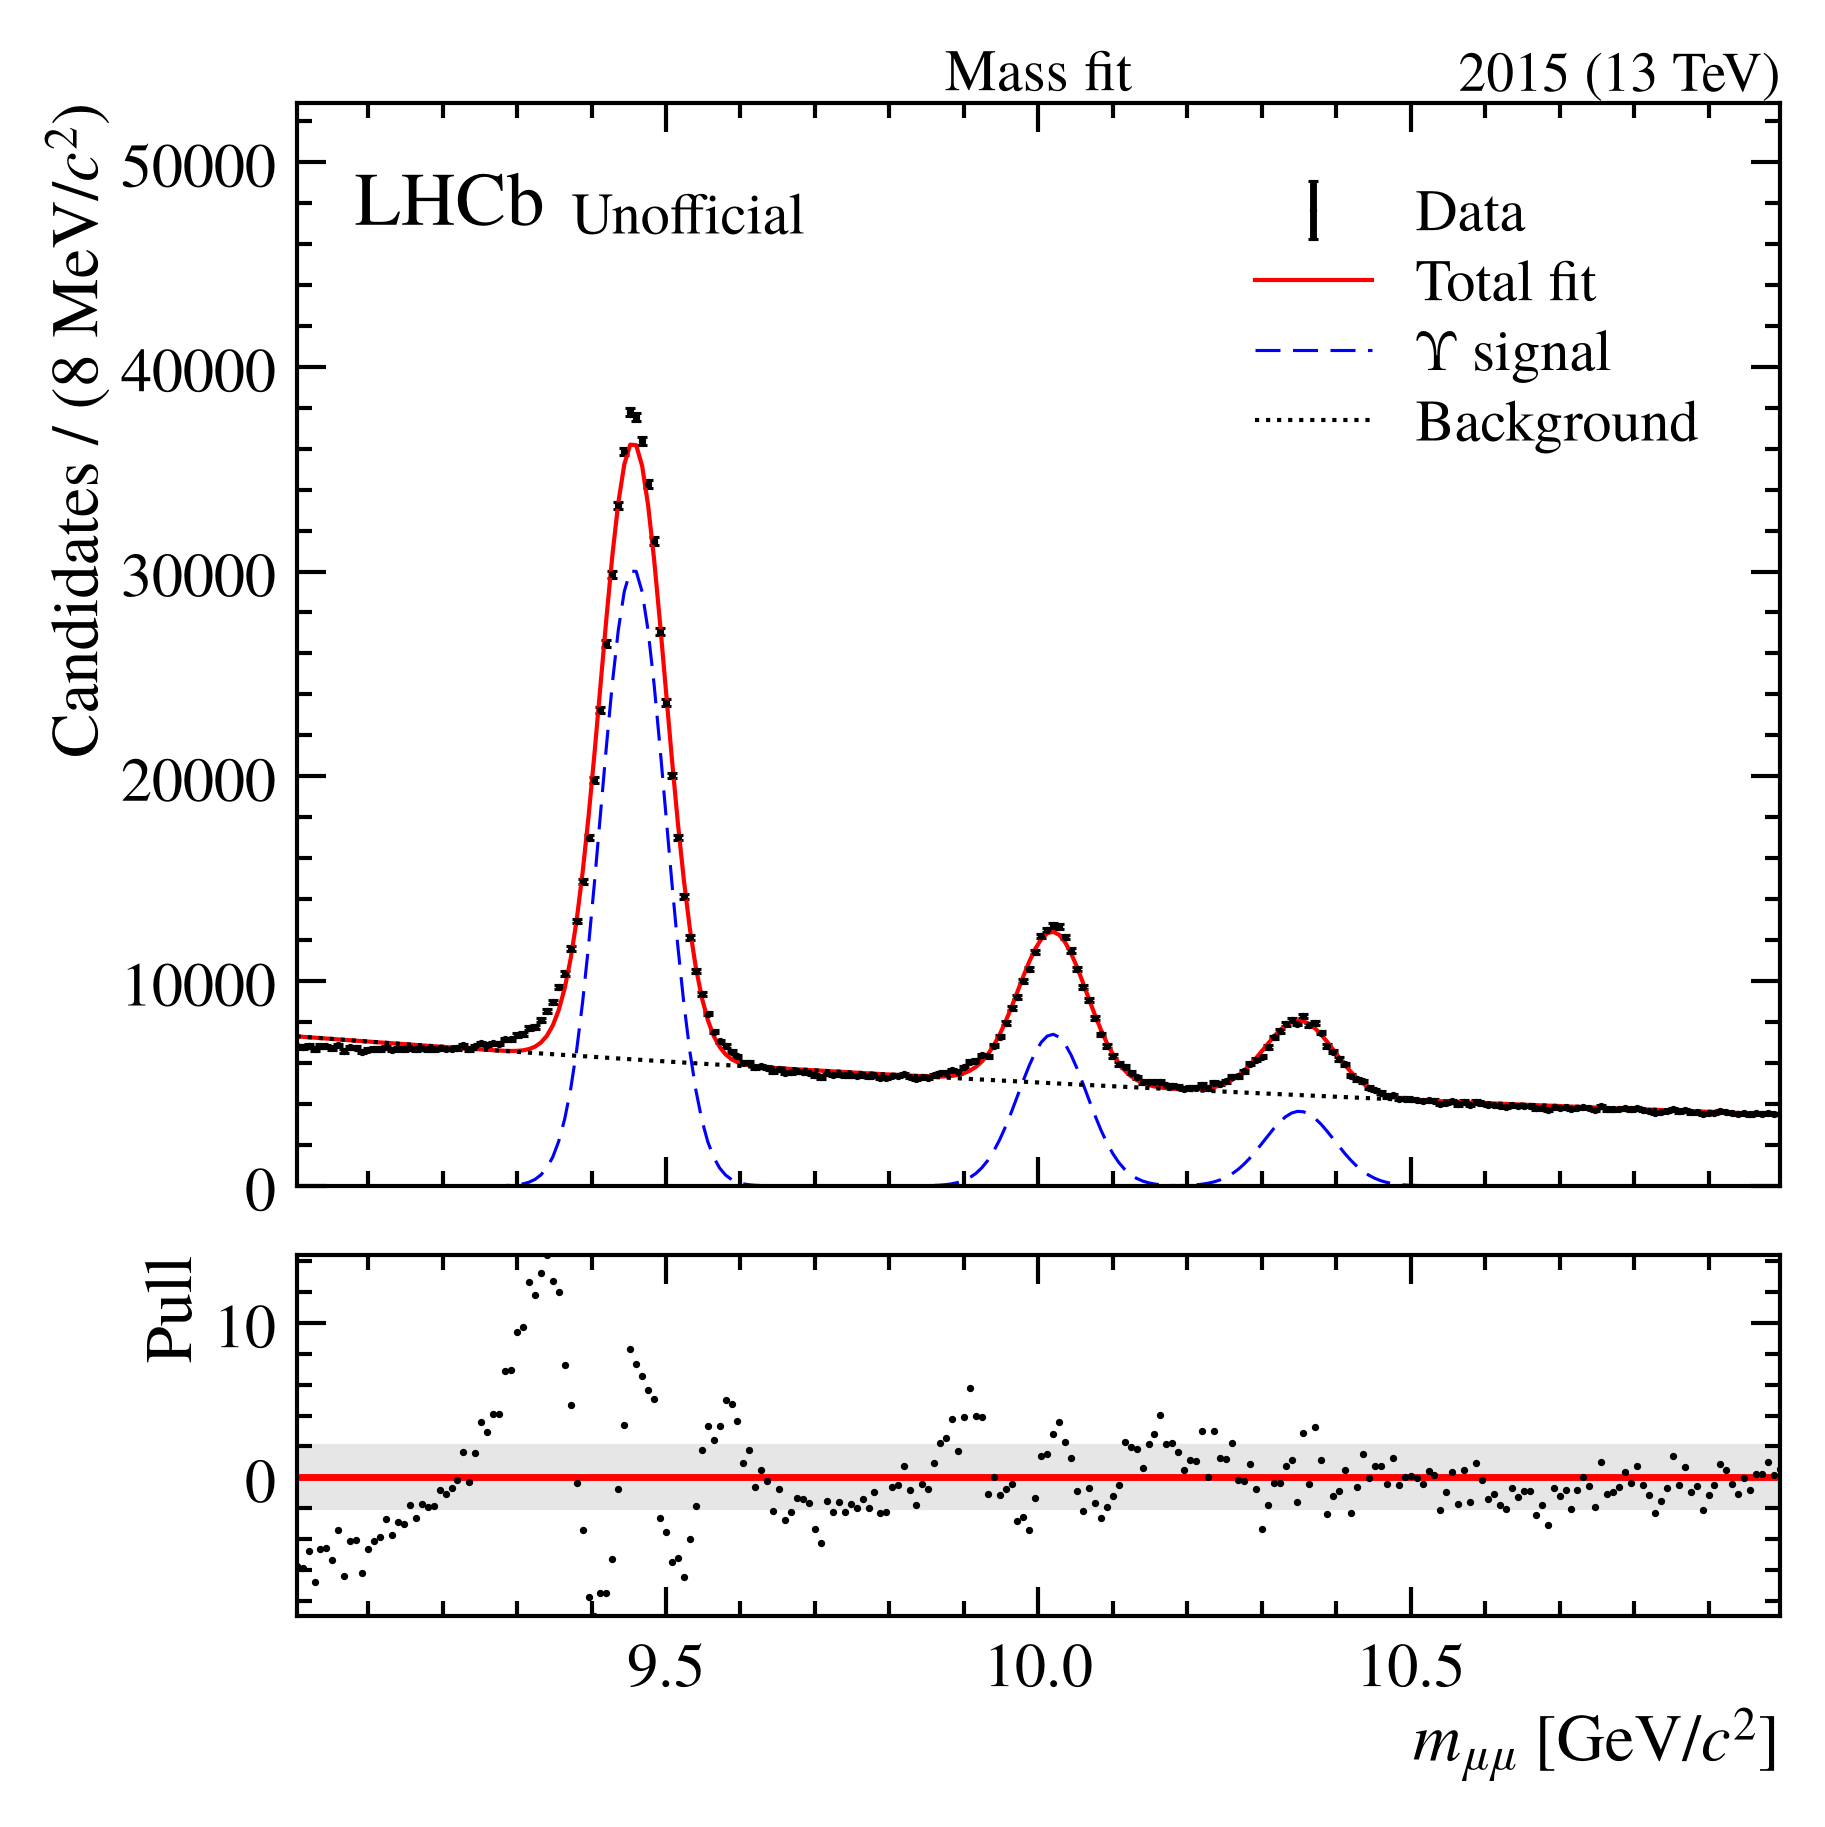 Mass fit
2015 (13 TeV)
Candidates / (8 MeV/c²)
50000
40000
30000
20000
10000
0
LHCb Unofficial
Data
Total fit
ϒ signal
Background
Pull
10
0
9.5 10.0 10.5
m_μμ [GeV/c²]